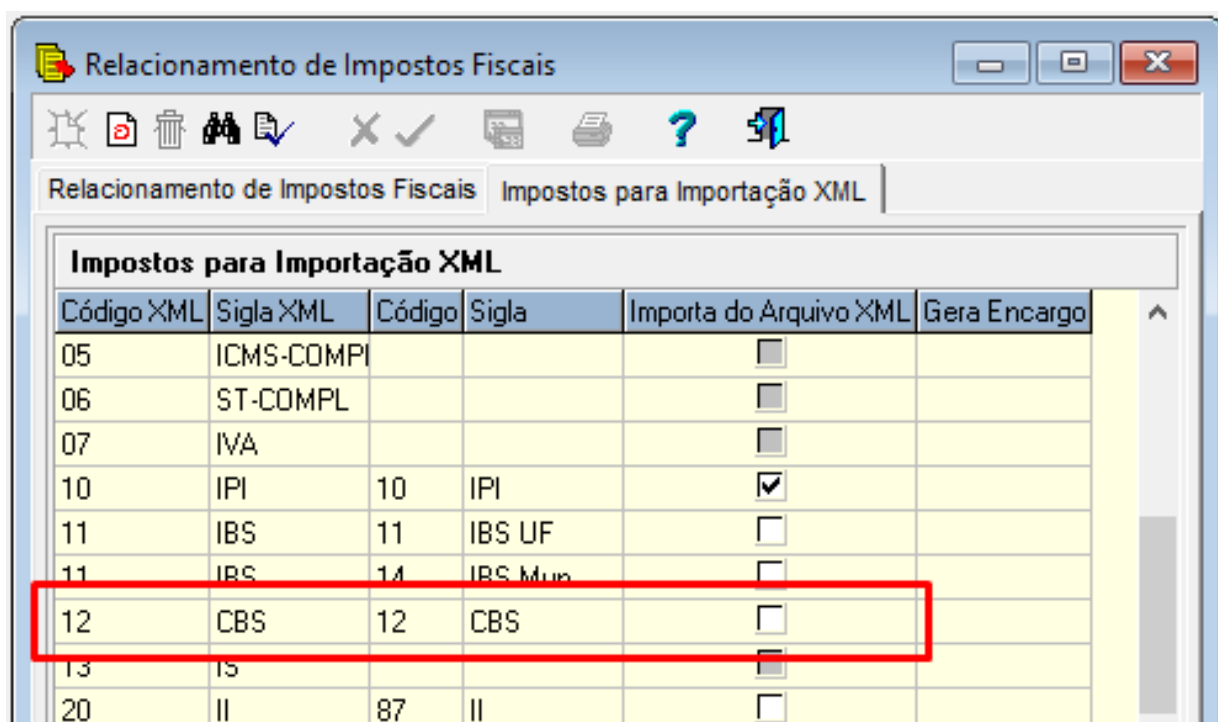 Relacionamento de Impostos Fiscais
Relacionamento de Impostos Fiscais Impostos para Importação XML
Impostos para Importação XML
Código XML Sigla XML Código Sigla Importa do Arquivo XML Gera Encargo
05 ICMS-COMPI
06 ST-COMPL
07 IVA
10 IPI 10 IPI
11 IBS 11 IBS UF
11 IBS 14 IBS Mun
12 CBS 12 CBS
13 IS
20 II 87 II